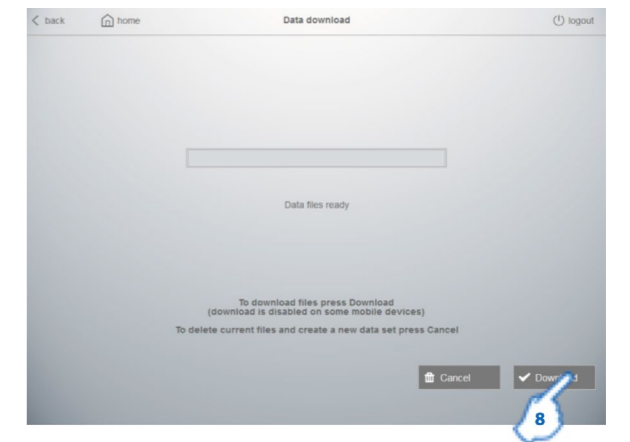 back home Data download logout
Data files ready
To download files press Download
(download is disabled on some mobile devices)
To delete current files and create a new data set press Cancel
Cancel Download
8